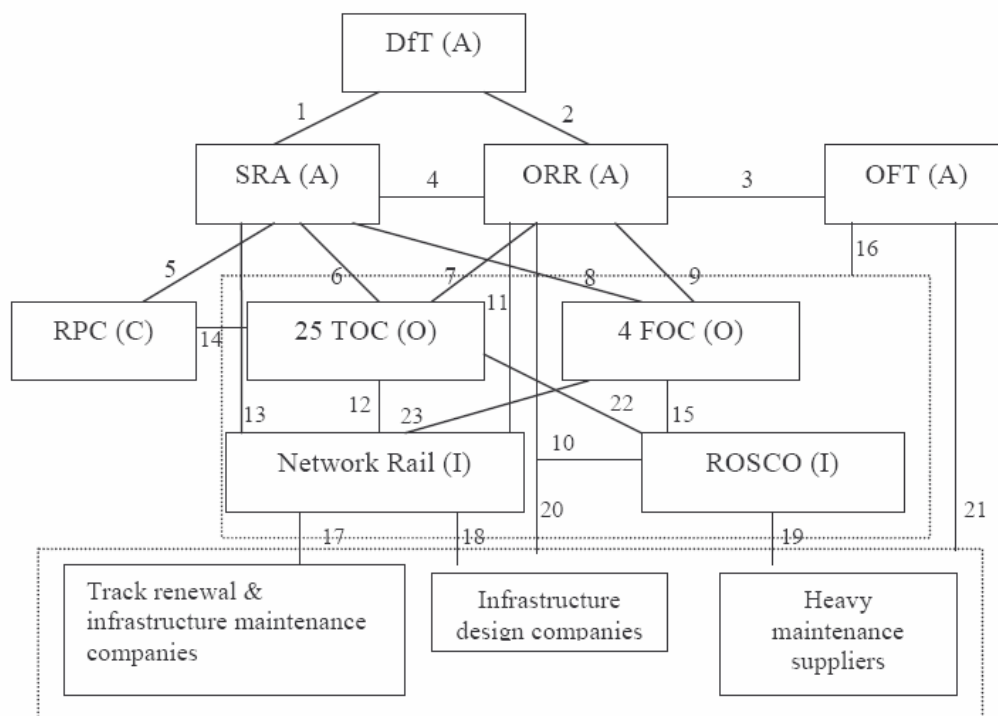 DfT (A)
1
2
SRA (A)
4
ORR (A)
3
OFT (A)
16
5
6
7
8
9
11
RPC (C)
14
25 TOC (O)
4 FOC (O)
13
12
23
22
15
Network Rail (I)
10
ROSCO (I)
20
21
17
18
19
Track renewal &
infrastructure maintenance
companies
Infrastructure
design companies
Heavy
maintenance
suppliers